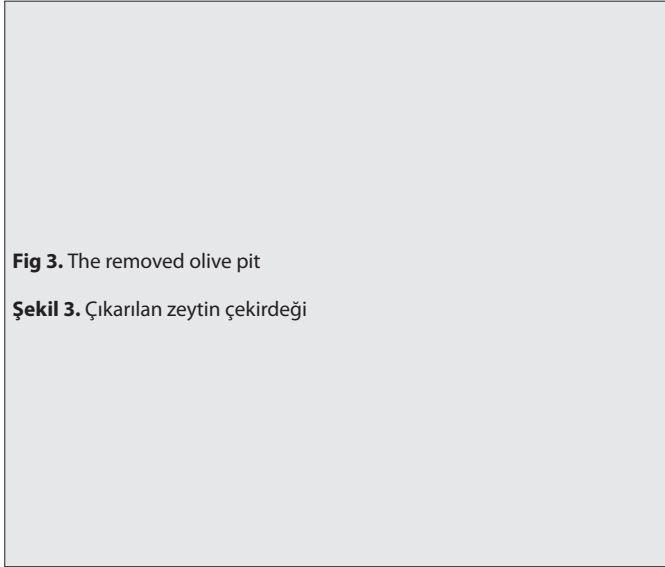 Fig 3. The removed olive pit
Şekil 3. Çıkarılan zeytin çekirdeği